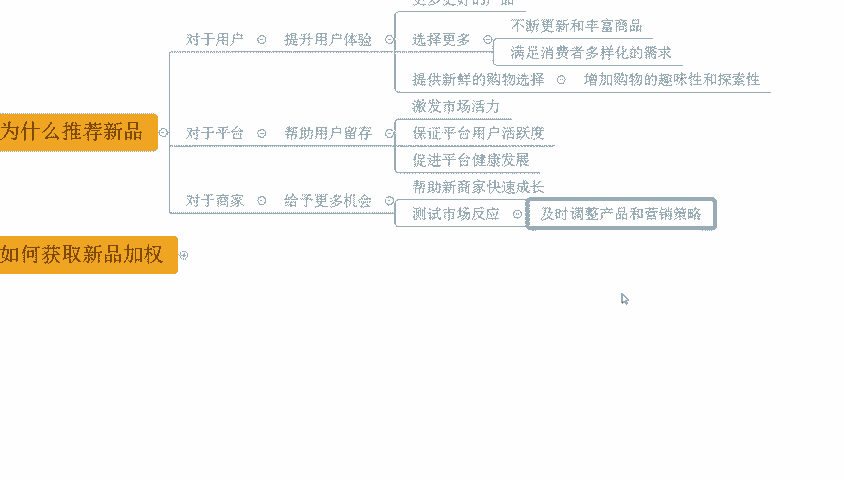 更多更好的产品
对于用户
提升用户体验
选择更多
不断更新和丰富商品
满足消费者多样化的需求
提供新鲜的购物选择
增加购物的趣味性和探索性
为什么推荐新品
激发市场活力
对于平台
帮助用户留存
保证平台用户活跃度
促进平台健康发展
帮助新商家快速成长
对于商家
给予更多机会
测试市场反应
及时调整产品和营销策略
如何获取新品加权